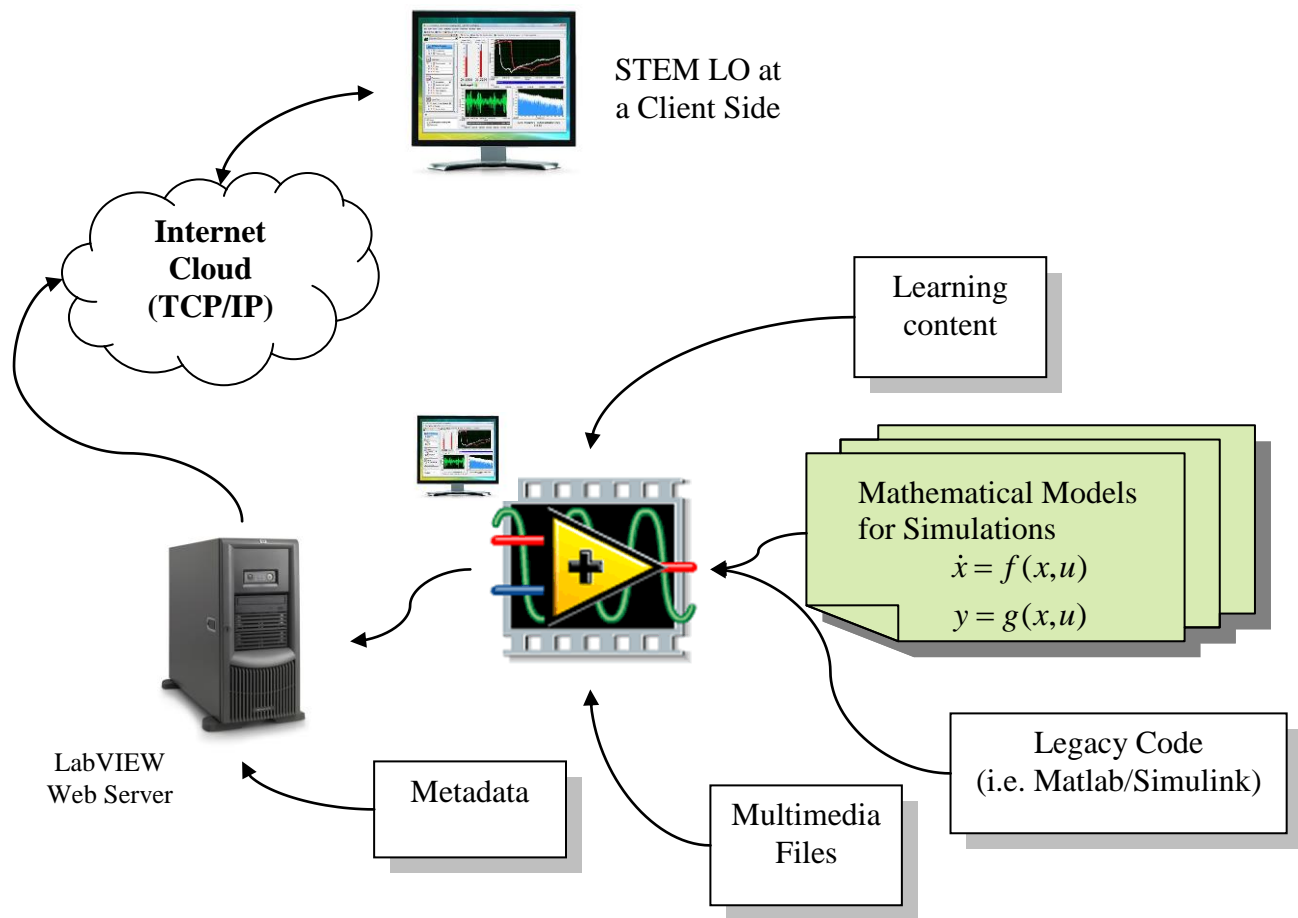 STEM LO at
a Client Side
Internet
Cloud
(TCP/IP)
Learning
content
Mathematical Models
for Simulations
ẋ = f(x,u)
y = g(x,u)
Legacy Code
(i.e. Matlab/Simulink)
LabVIEW
Web Server
Metadata
Multimedia
Files